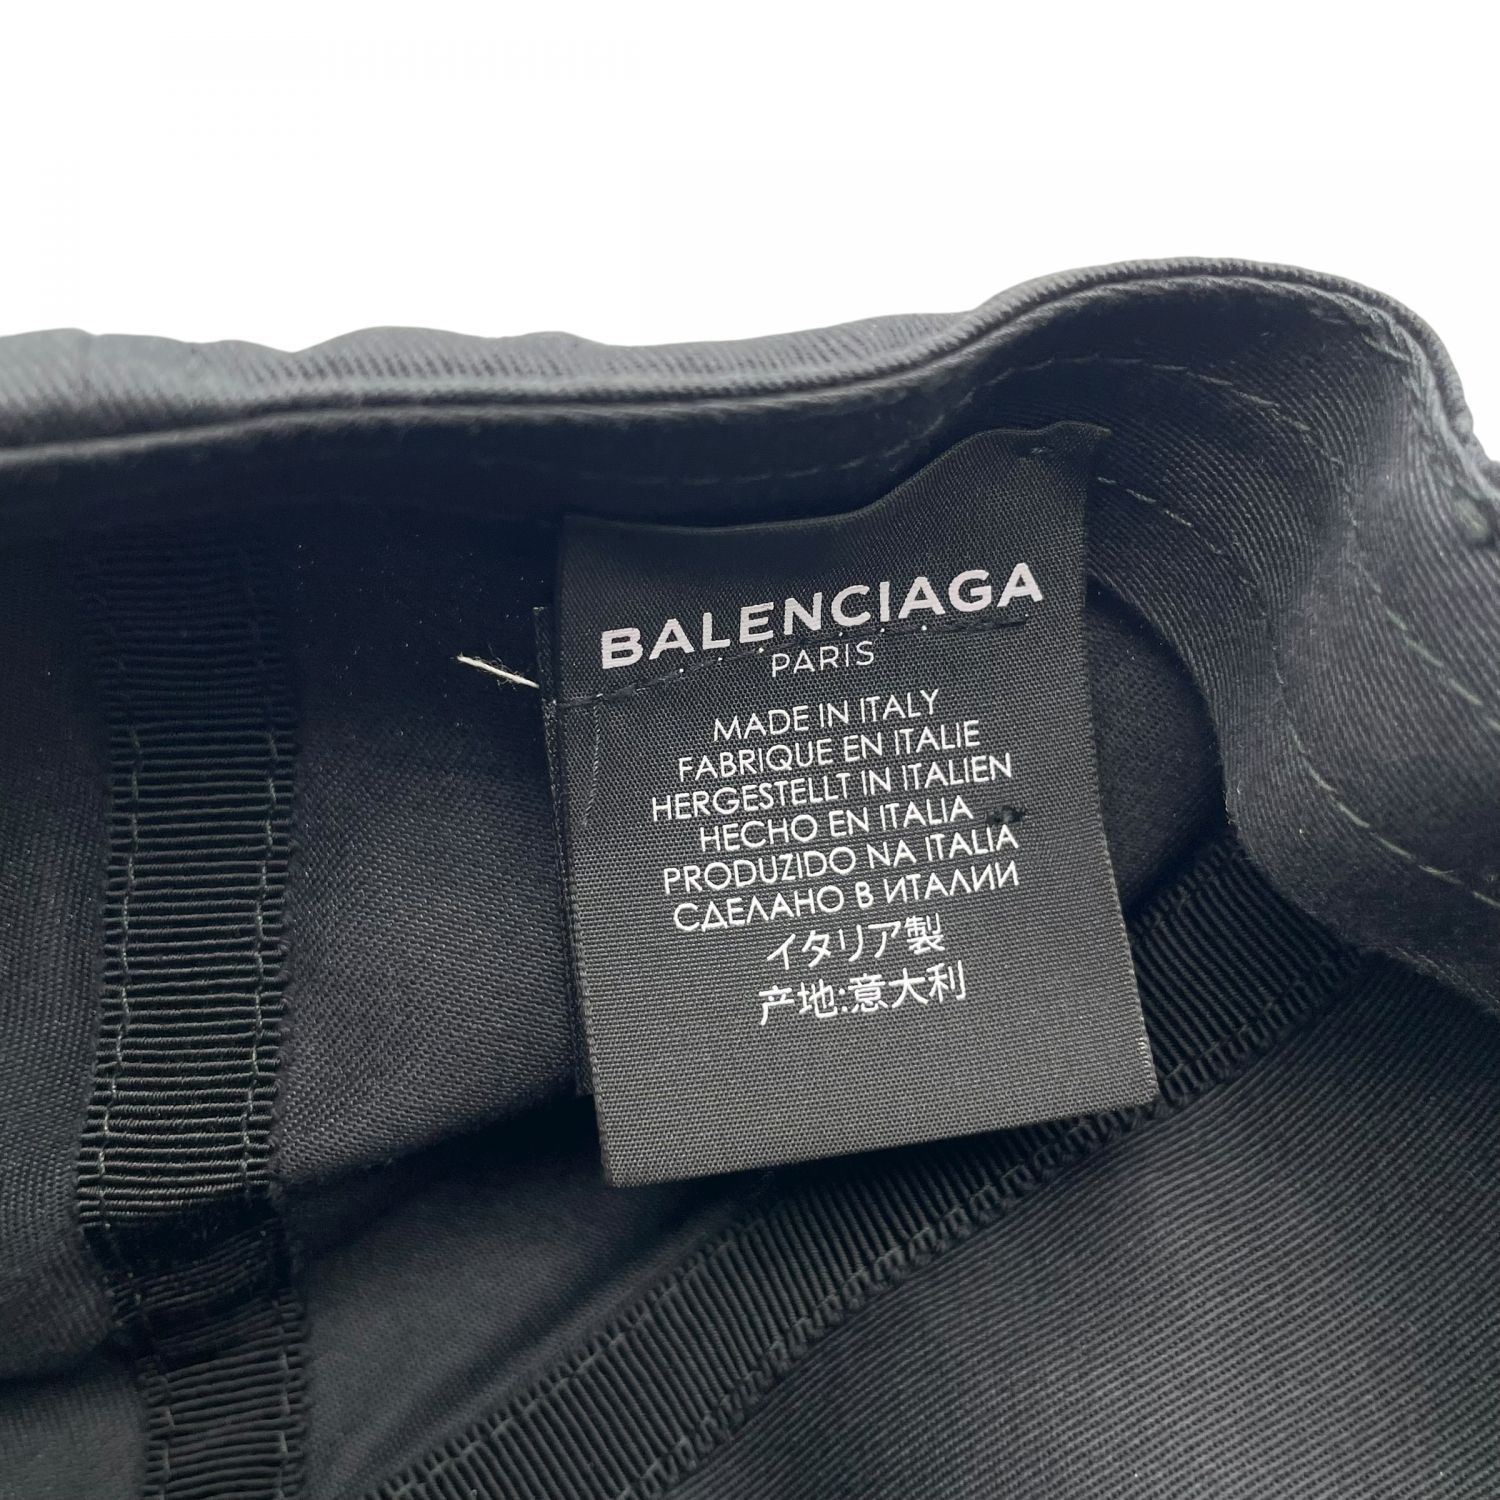 BALENCIAGA
PARIS
MADE IN ITALY
FABRIQUE EN ITALIE
HERGESTELLT IN ITALIEN
HECHO EN ITALIA
PRODUZIDO NA ITALIA
СДЕЛАНО В ИТАЛИИ
イタリア製
产地:意大利